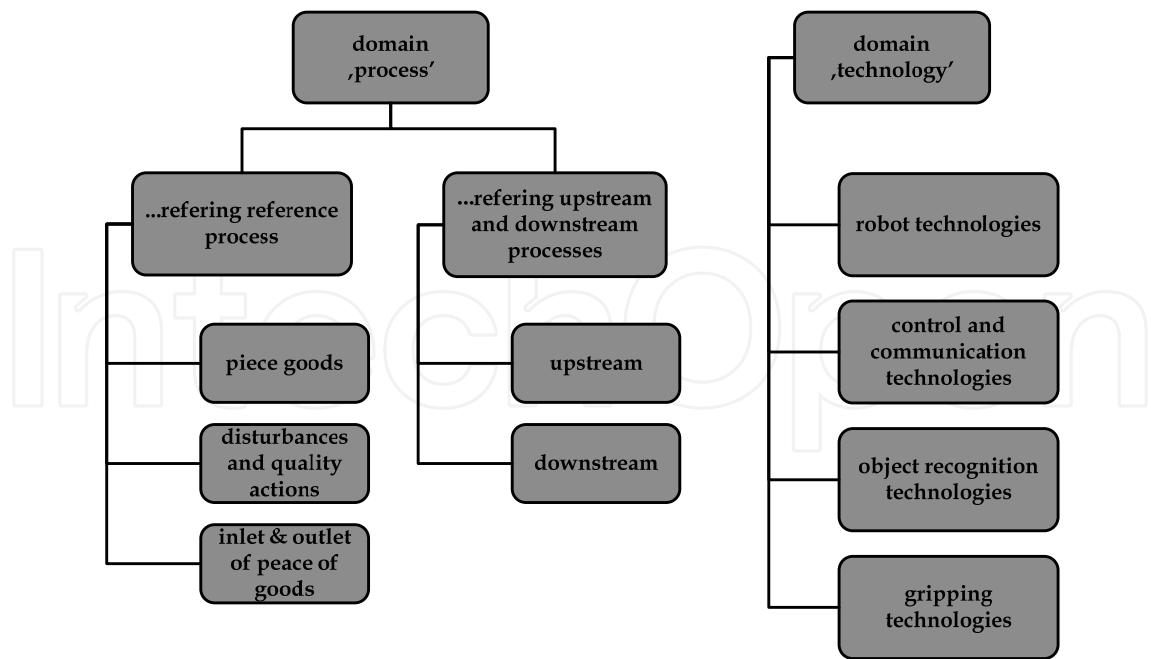 domain
‚process’
...refering reference
process
...refering upstream
and downstream
processes
piece goods
disturbances
and quality
actions
inlet & outlet
of peace of
goods
upstream
downstream
domain
‚technology’
robot technologies
control and
communication
technologies
object recognition
technologies
gripping
technologies
IntechOpen